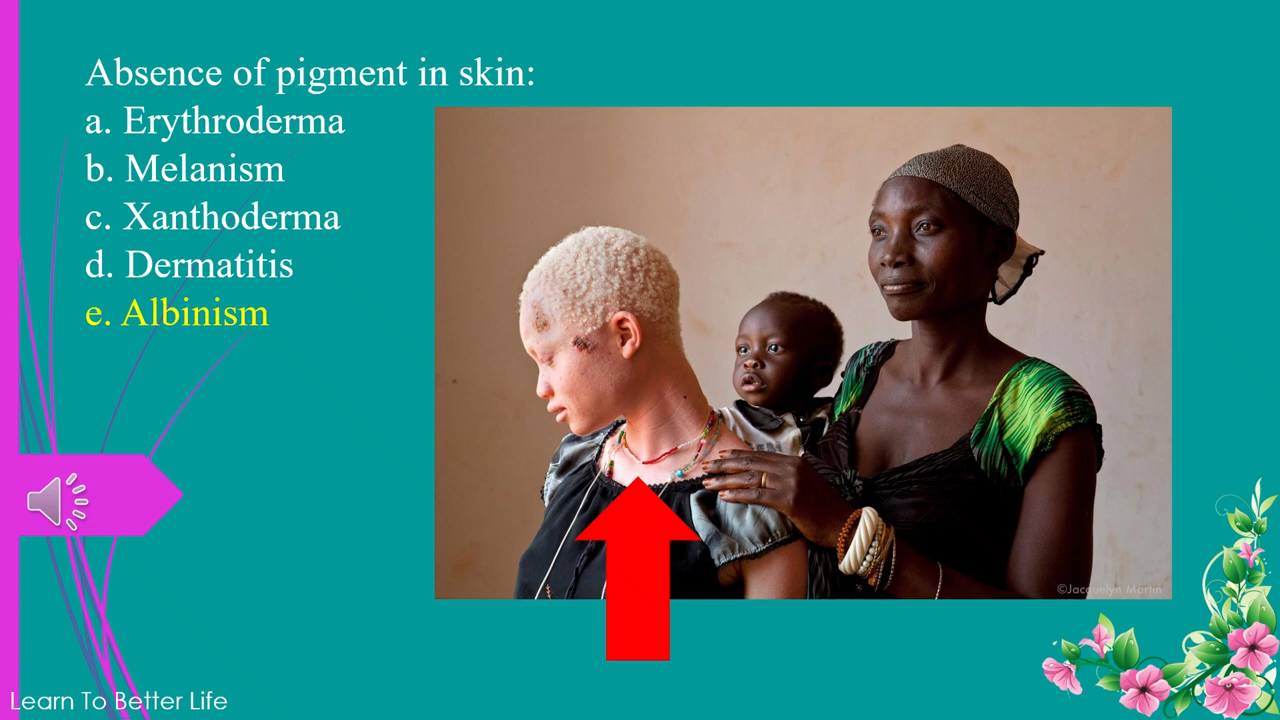 Absence of pigment in skin:
a. Erythroderma
b. Melanism
c. Xanthoderma
d. Dermatitis
e. Albinism
©Jacquelyn Martin
Learn To Better Life